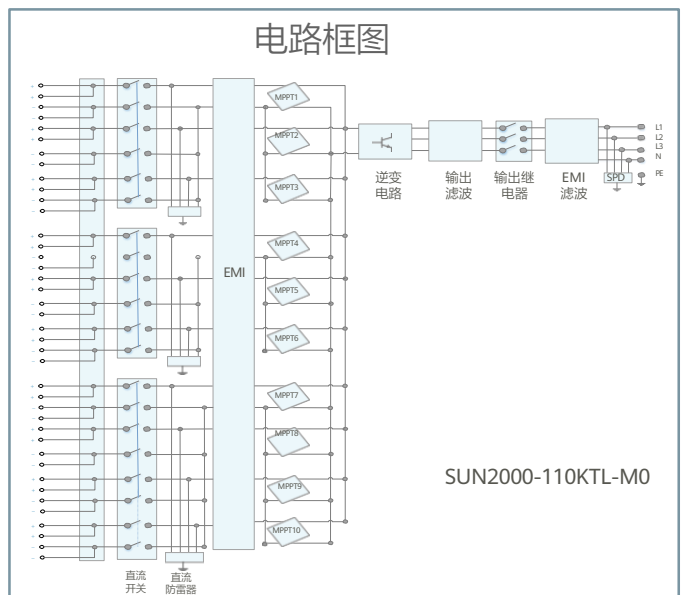 电路框图
MPPT1
MPPT2
MPPT3
MPPT4
MPPT5
MPPT6
MPPT7
MPPT8
MPPT9
MPPT10
EMI
逆变
电路
输出
滤波
输出继
电器
EMI
滤波
L1
L2
L3
N
PE
SPD
SUN2000-110KTL-M0
直流
开关
直流
防雷器